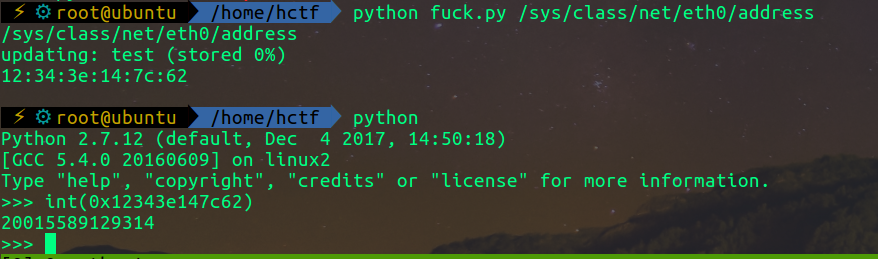 ⚡ ⚙ root@ubuntu /home/hctf python fuck.py /sys/class/net/eth0/address
/sys/class/net/eth0/address
updating: test (stored 0%)
12:34:3e:14:7c:62
⚡ ⚙ root@ubuntu /home/hctf python
Python 2.7.12 (default, Dec  4 2017, 14:50:18)
[GCC 5.4.0 20160609] on linux2
Type "help", "copyright", "credits" or "license" for more information.
>>> int(0x12343e147c62)
20015589129314
>>>